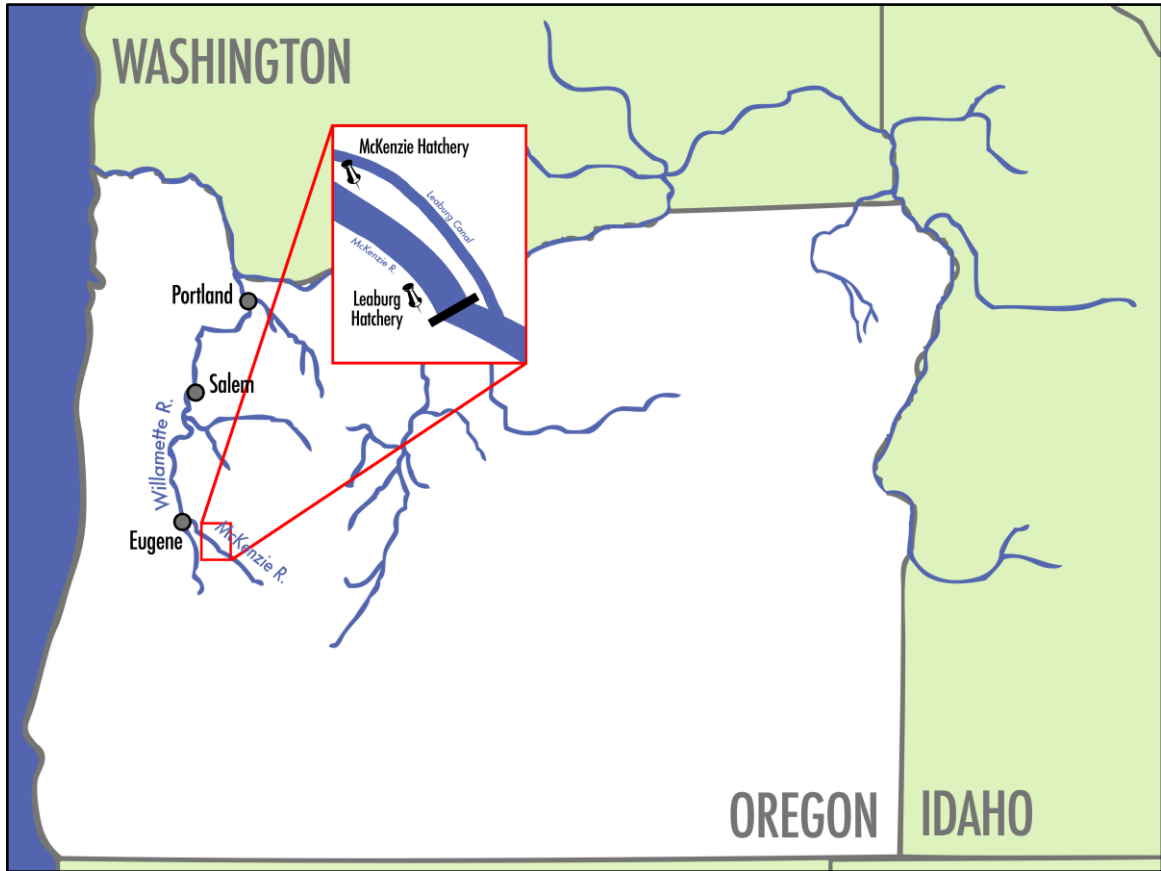 WASHINGTON
McKenzie Hatchery
Leaburg Canal
McKenzie R.
Leaburg
Hatchery
Portland
Salem
Willamette R.
Eugene
McKenzie R.
OREGON
IDAHO